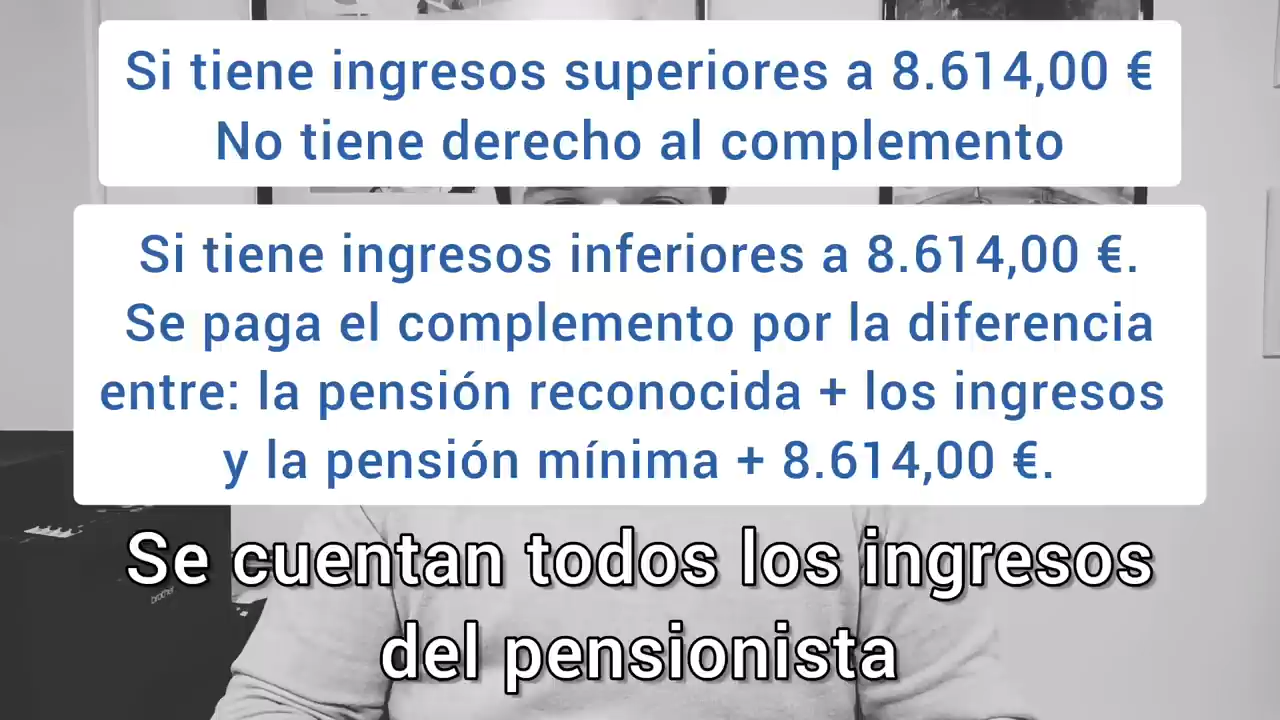 Si tiene ingresos superiores a 8.614,00 €
No tiene derecho al complemento
Si tiene ingresos inferiores a 8.614,00 €.
Se paga el complemento por la diferencia
entre: la pensión reconocida + los ingresos
y la pensión mínima + 8.614,00 €.
Se cuentan todos los ingresos
del pensionista
brother